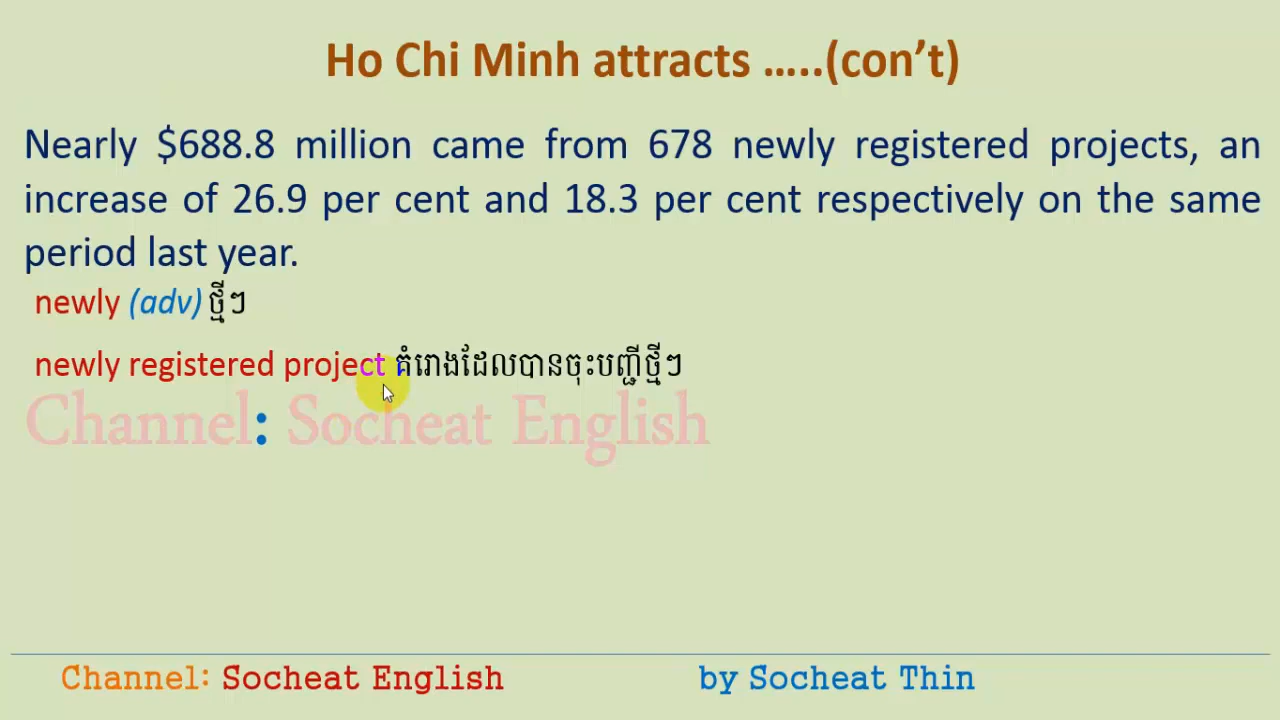 Ho Chi Minh attracts …..(con’t)
Nearly $688.8 million came from 678 newly registered projects, an
increase of 26.9 per cent and 18.3 per cent respectively on the same
period last year.
newly (adv) ថ្មីៗ
newly registered project គំរោងដែលបានចុះបញ្ជីថ្មីៗ
Channel: Socheat English
Channel: Socheat English by Socheat Thin